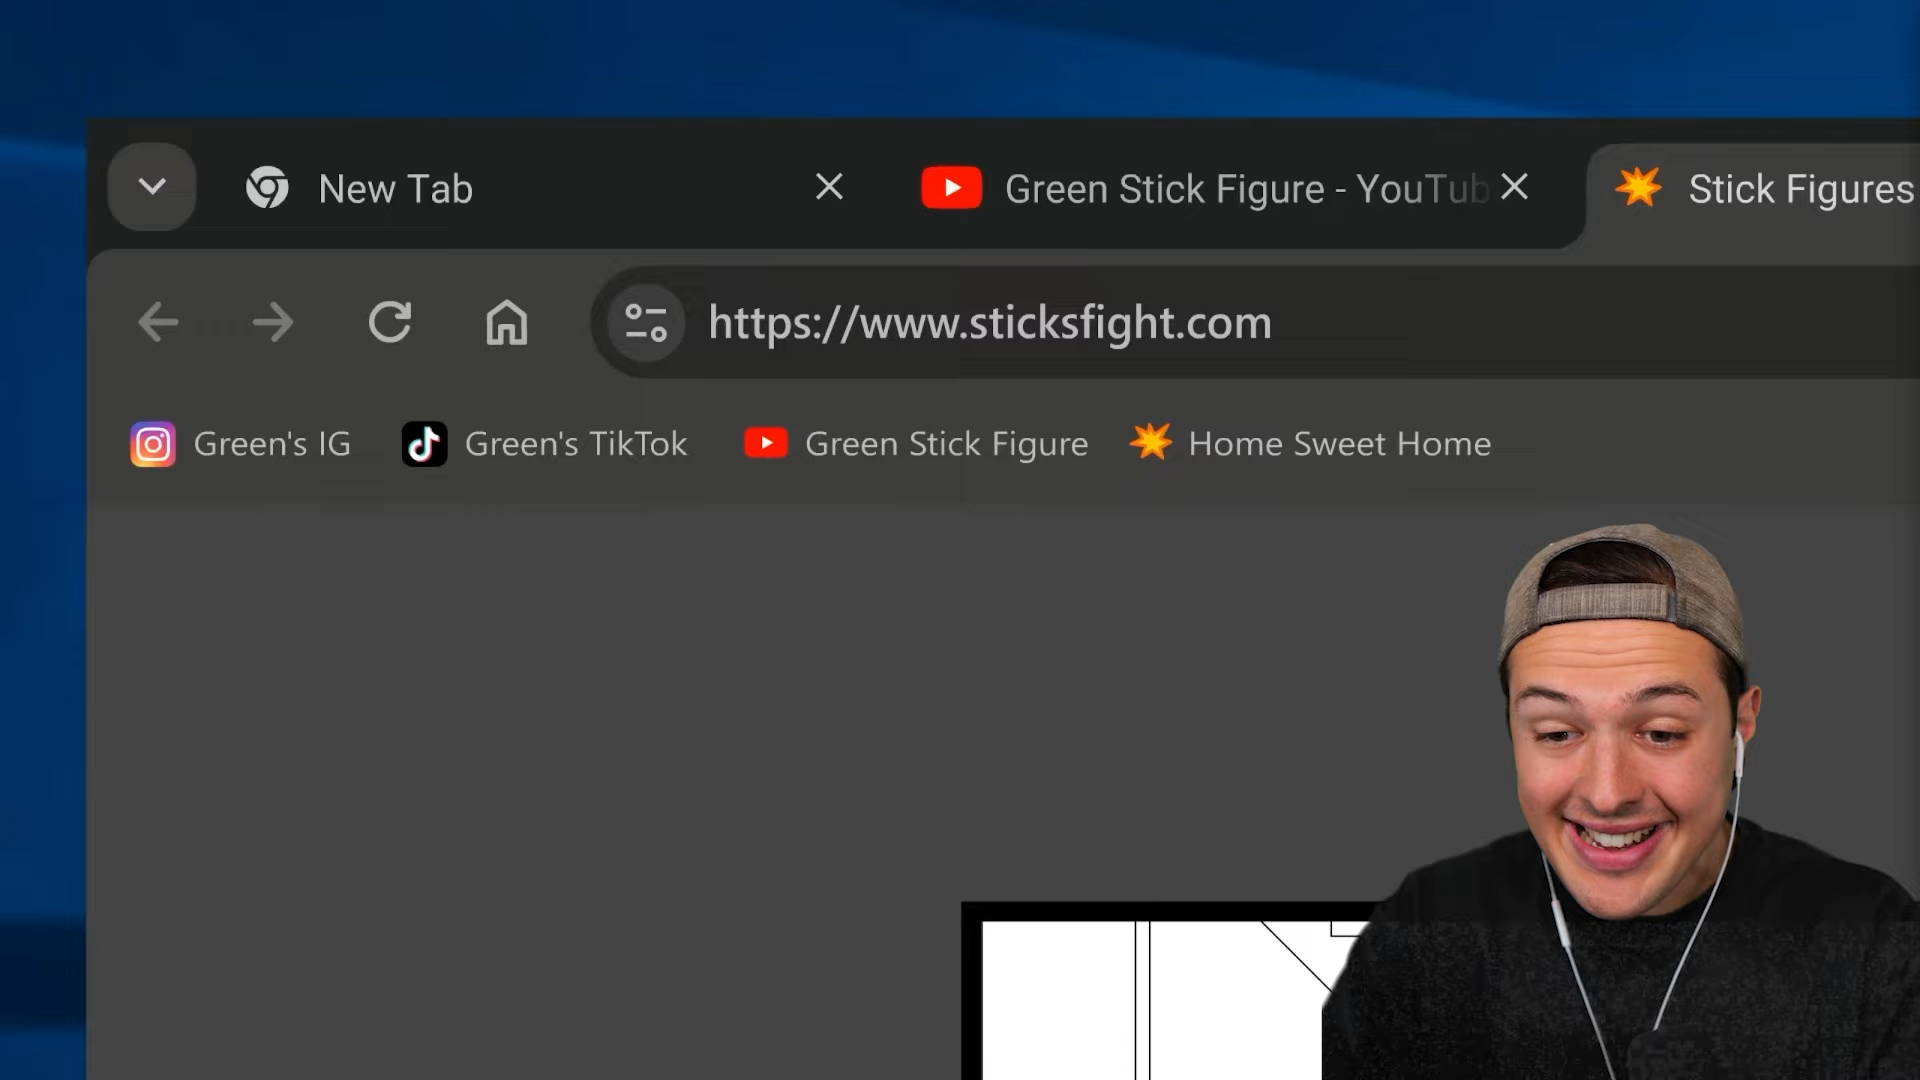 New Tab
Green Stick Figure - YouTub
Stick Figures
https://www.sticksfight.com
Green's IG
Green's TikTok
Green Stick Figure
Home Sweet Home